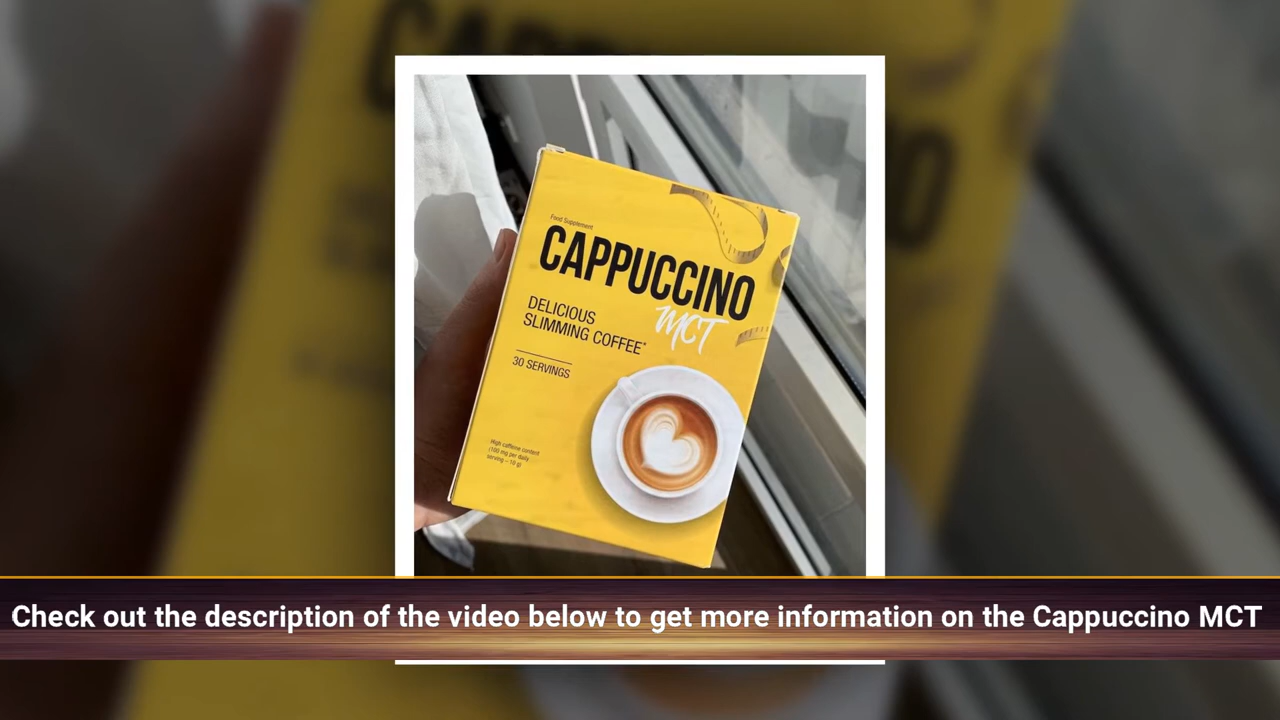 Food Supplement
CAPPUCCINO
MCT
DELICIOUS
SLIMMING COFFEE*
30 SERVINGS
High caffeine content
(100 mg per daily
serving – 10 g)
Check out the description of the video below to get more information on the Cappuccino MCT